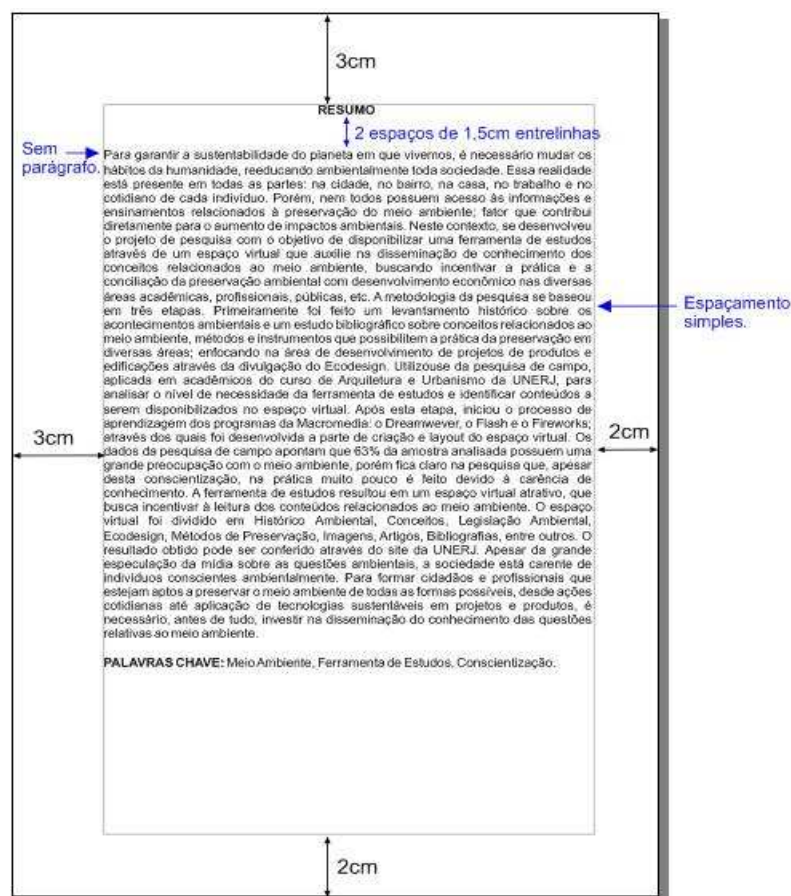 3cm
RESUMO
2 espaços de 1,5cm entrelinhas
Sem
parágrafo.
Para garantir a sustentabilidade do planeta em que vivemos, é necessário mudar os
hábitos da humanidade, reeducando ambientalmente toda sociedade. Essa realidade
está presente em todas as partes: na cidade, no bairro, na casa, no trabalho e no
cotidiano de cada indivíduo. Porém, nem todos possuem acesso às informações e
ensinamentos relacionados à preservação do meio ambiente; fator que contribui
diretamente para o aumento de impactos ambientais. Neste contexto, se desenvolveu
o projeto de pesquisa com o objetivo de disponibilizar uma ferramenta de estudos
através de um espaço virtual que auxilie na disseminação de conhecimento dos
conceitos relacionados ao meio ambiente, buscando incentivar a prática e a
conciliação da preservação ambiental com desenvolvimento econômico nas diversas
áreas acadêmicas, profissionais, públicas, etc. A metodologia da pesquisa se baseou
em três etapas. Primeiramente foi feito um levantamento histórico sobre os
acontecimentos ambientais e um estudo bibliográfico sobre conceitos relacionados ao
meio ambiente, métodos e instrumentos que possibilitem a prática da preservação em
diversas áreas; enfocando na área de desenvolvimento de projetos de produtos e
edificações através da divulgação do Ecodesign. Utilizouse da pesquisa de campo,
aplicada em acadêmicos do curso de Arquitetura e Urbanismo da UNERJ, para
analisar o nível de necessidade da ferramenta de estudos e identificar conteúdos a
serem disponibilizados no espaço virtual. Após esta etapa, iniciou o processo de
aprendizagem dos programas da Macromedia: o Dreamwever, o Flash e o Fireworks;
através dos quais foi desenvolvida a parte de criação e layout do espaço virtual. Os
dados da pesquisa de campo apontam que 63% da amostra analisada possuem uma
grande preocupação com o meio ambiente, porém fica claro na pesquisa que, apesar
desta conscientização, na prática muito pouco é feito devido à carência de
conhecimento. A ferramenta de estudos resultou em um espaço virtual atrativo, que
busca incentivar à leitura dos conteúdos relacionados ao meio ambiente. O espaço
virtual foi dividido em Histórico Ambiental, Conceitos, Legislação Ambiental,
Ecodesign, Métodos de Preservação, Imagens, Artigos, Bibliografias, entre outros. O
resultado obtido pode ser conferido através do site da UNERJ. Apesar da grande
especulação da mídia sobre as questões ambientais, a sociedade está carente de
indivíduos conscientes ambientalmente. Para formar cidadãos e profissionais que
estejam aptos a preservar o meio ambiente de todas as formas possíveis, desde ações
cotidianas até aplicação de tecnologias sustentáveis em projetos e produtos, é
necessário, antes de tudo, investir na disseminação do conhecimento das questões
relativas ao meio ambiente.
PALAVRAS CHAVE: Meio Ambiente, Ferramenta de Estudos, Conscientização.
Espaçamento
simples.
3cm
2cm
2cm